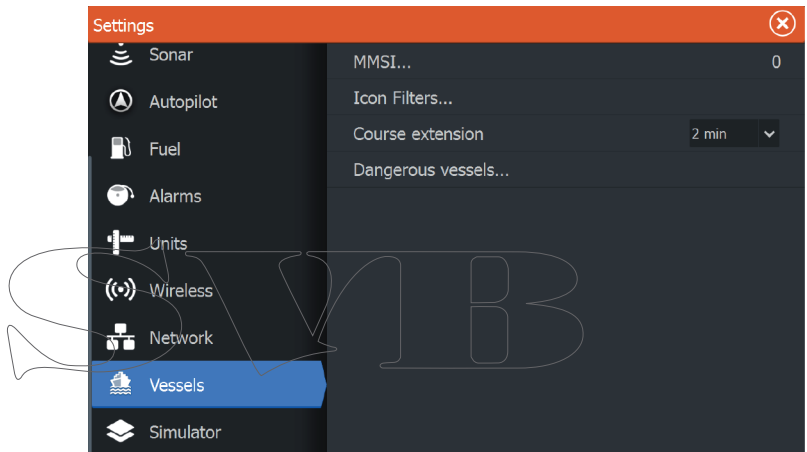 Settings
Sonar
Autopilot
Fuel
Alarms
Units
Wireless
Network
Vessels
Simulator
MMSI... 0
Icon Filters...
Course extension 2 min
Dangerous vessels...
SVB